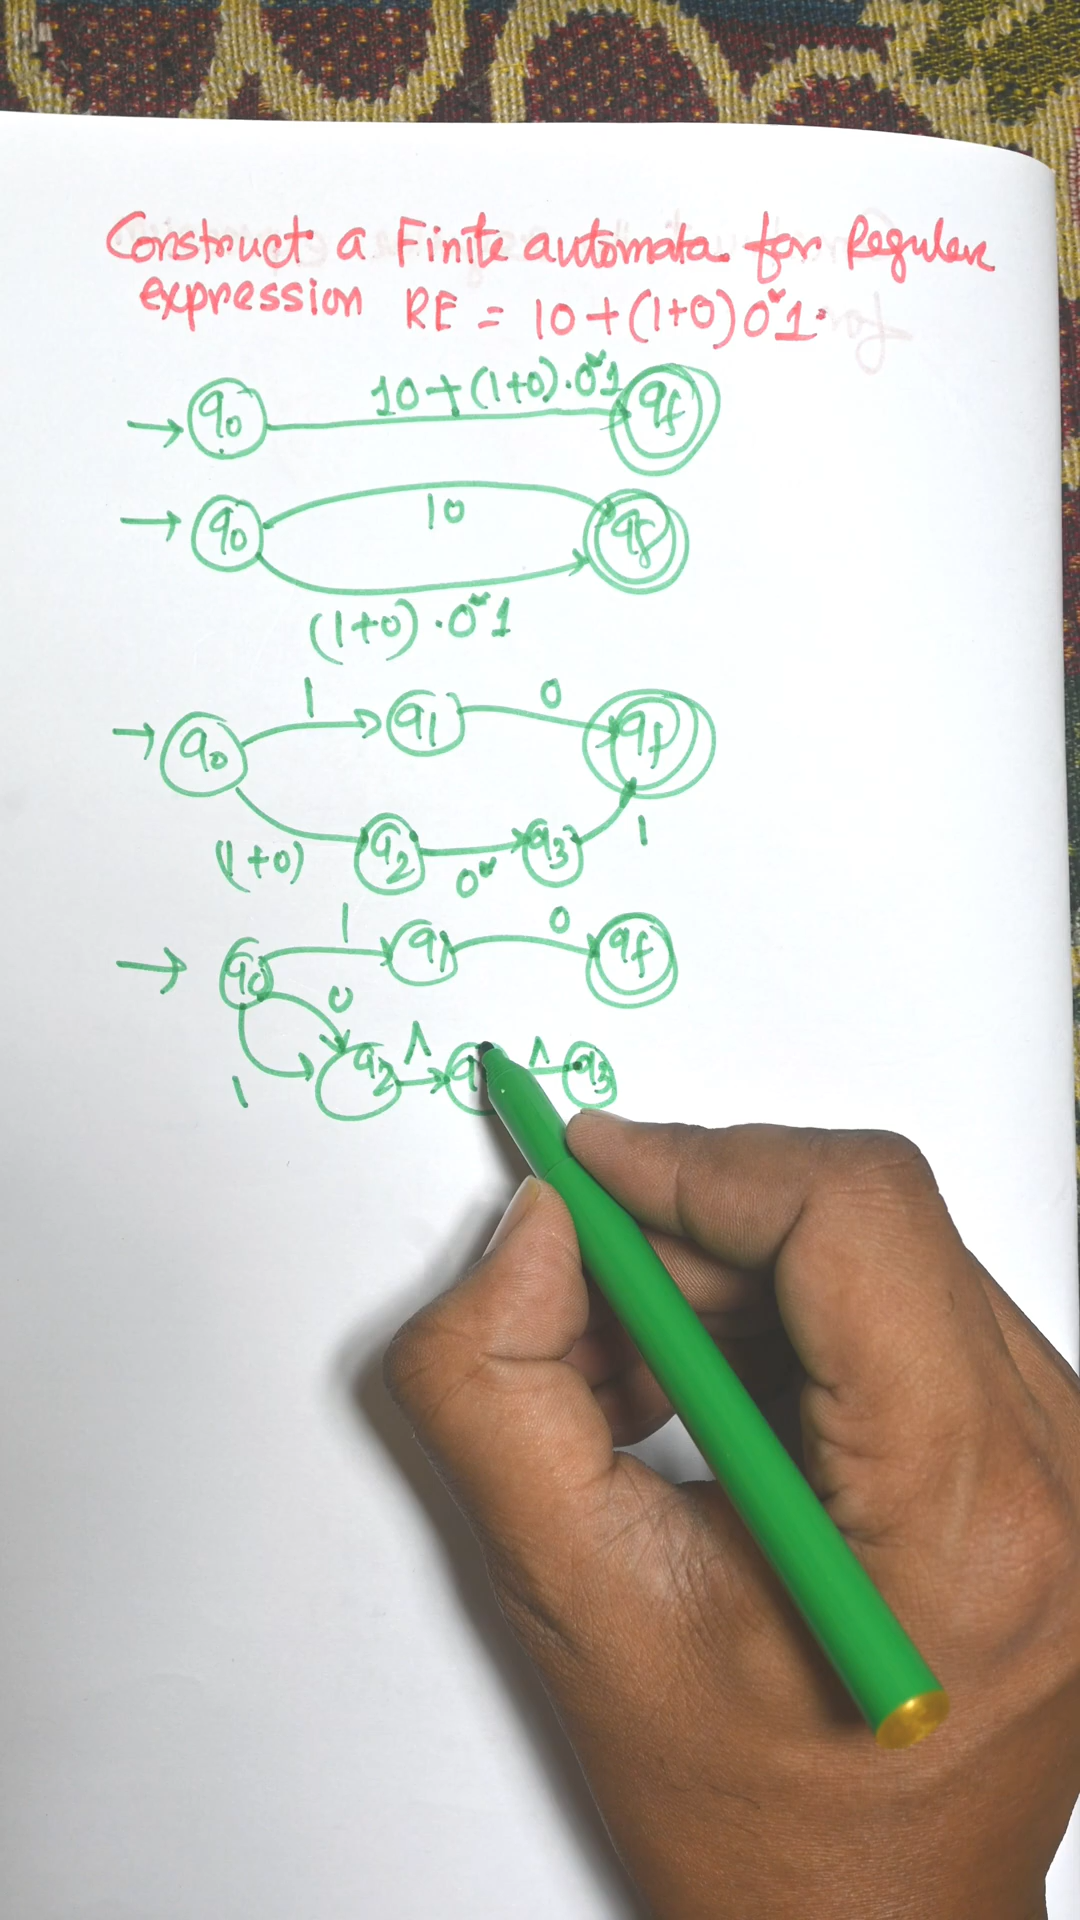 Construct a Finite automata for Regular
expression RE = 10+(1+0)0*1.
10+(1+0).0*1
q0 qf
q0 10 qf
(1+0).0*1
1 0
q0 q1 qf
(1+0) q2 0* q3 1
1 0
q0 q1 qf
0
1 q2 Λ q Λ q3